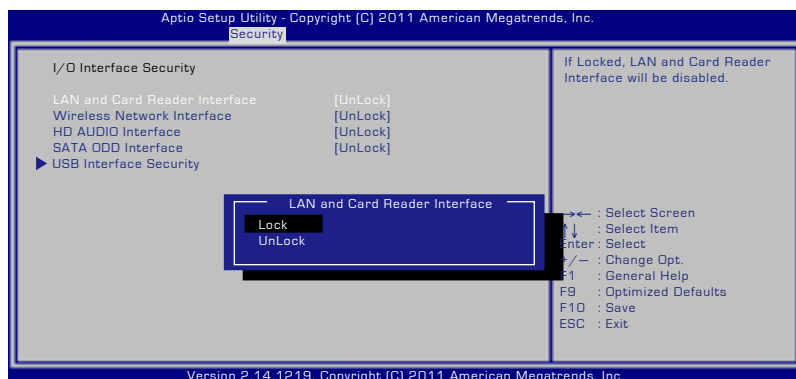 Aptio Setup Utility - Copyright (C) 2011 American Megatrends, Inc.
Security
I/O Interface Security
LAN and Card Reader Interface [UnLock]
Wireless Network Interface [UnLock]
HD AUDIO Interface [UnLock]
SATA ODD Interface [UnLock]
USB Interface Security
If Locked, LAN and Card Reader
Interface will be disabled.
LAN and Card Reader Interface
Lock
UnLock
→← : Select Screen
↑↓ : Select Item
Enter : Select
+/— : Change Opt.
F1 : General Help
F9 : Optimized Defaults
F10 : Save
ESC : Exit
Version 2.14.1219. Copyright (C) 2011 American Megatrends, Inc.